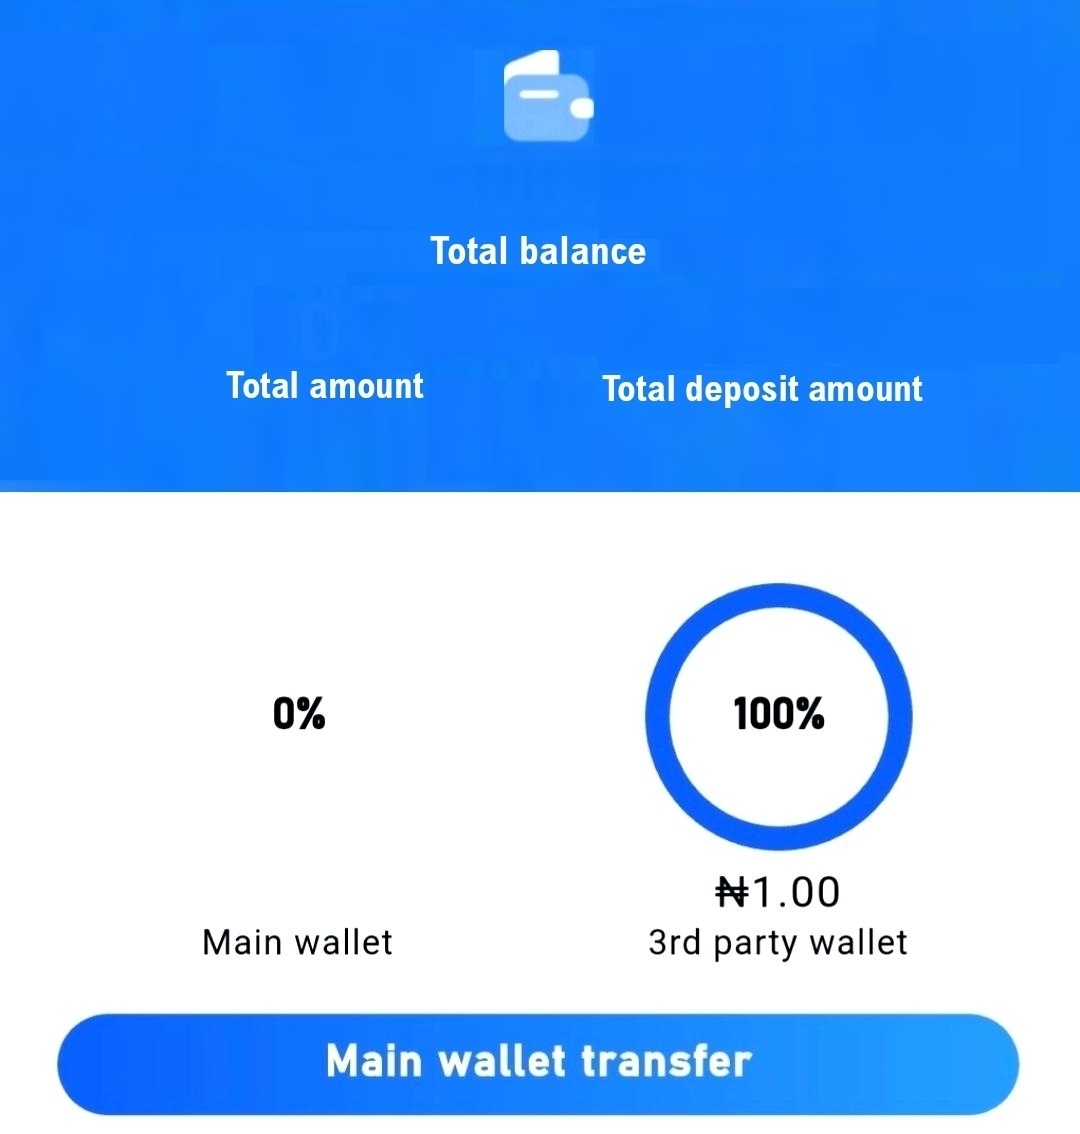 Total balance
Total amount
Total deposit amount
0%
100%
₦1.00
Main wallet
3rd party wallet
Main wallet transfer